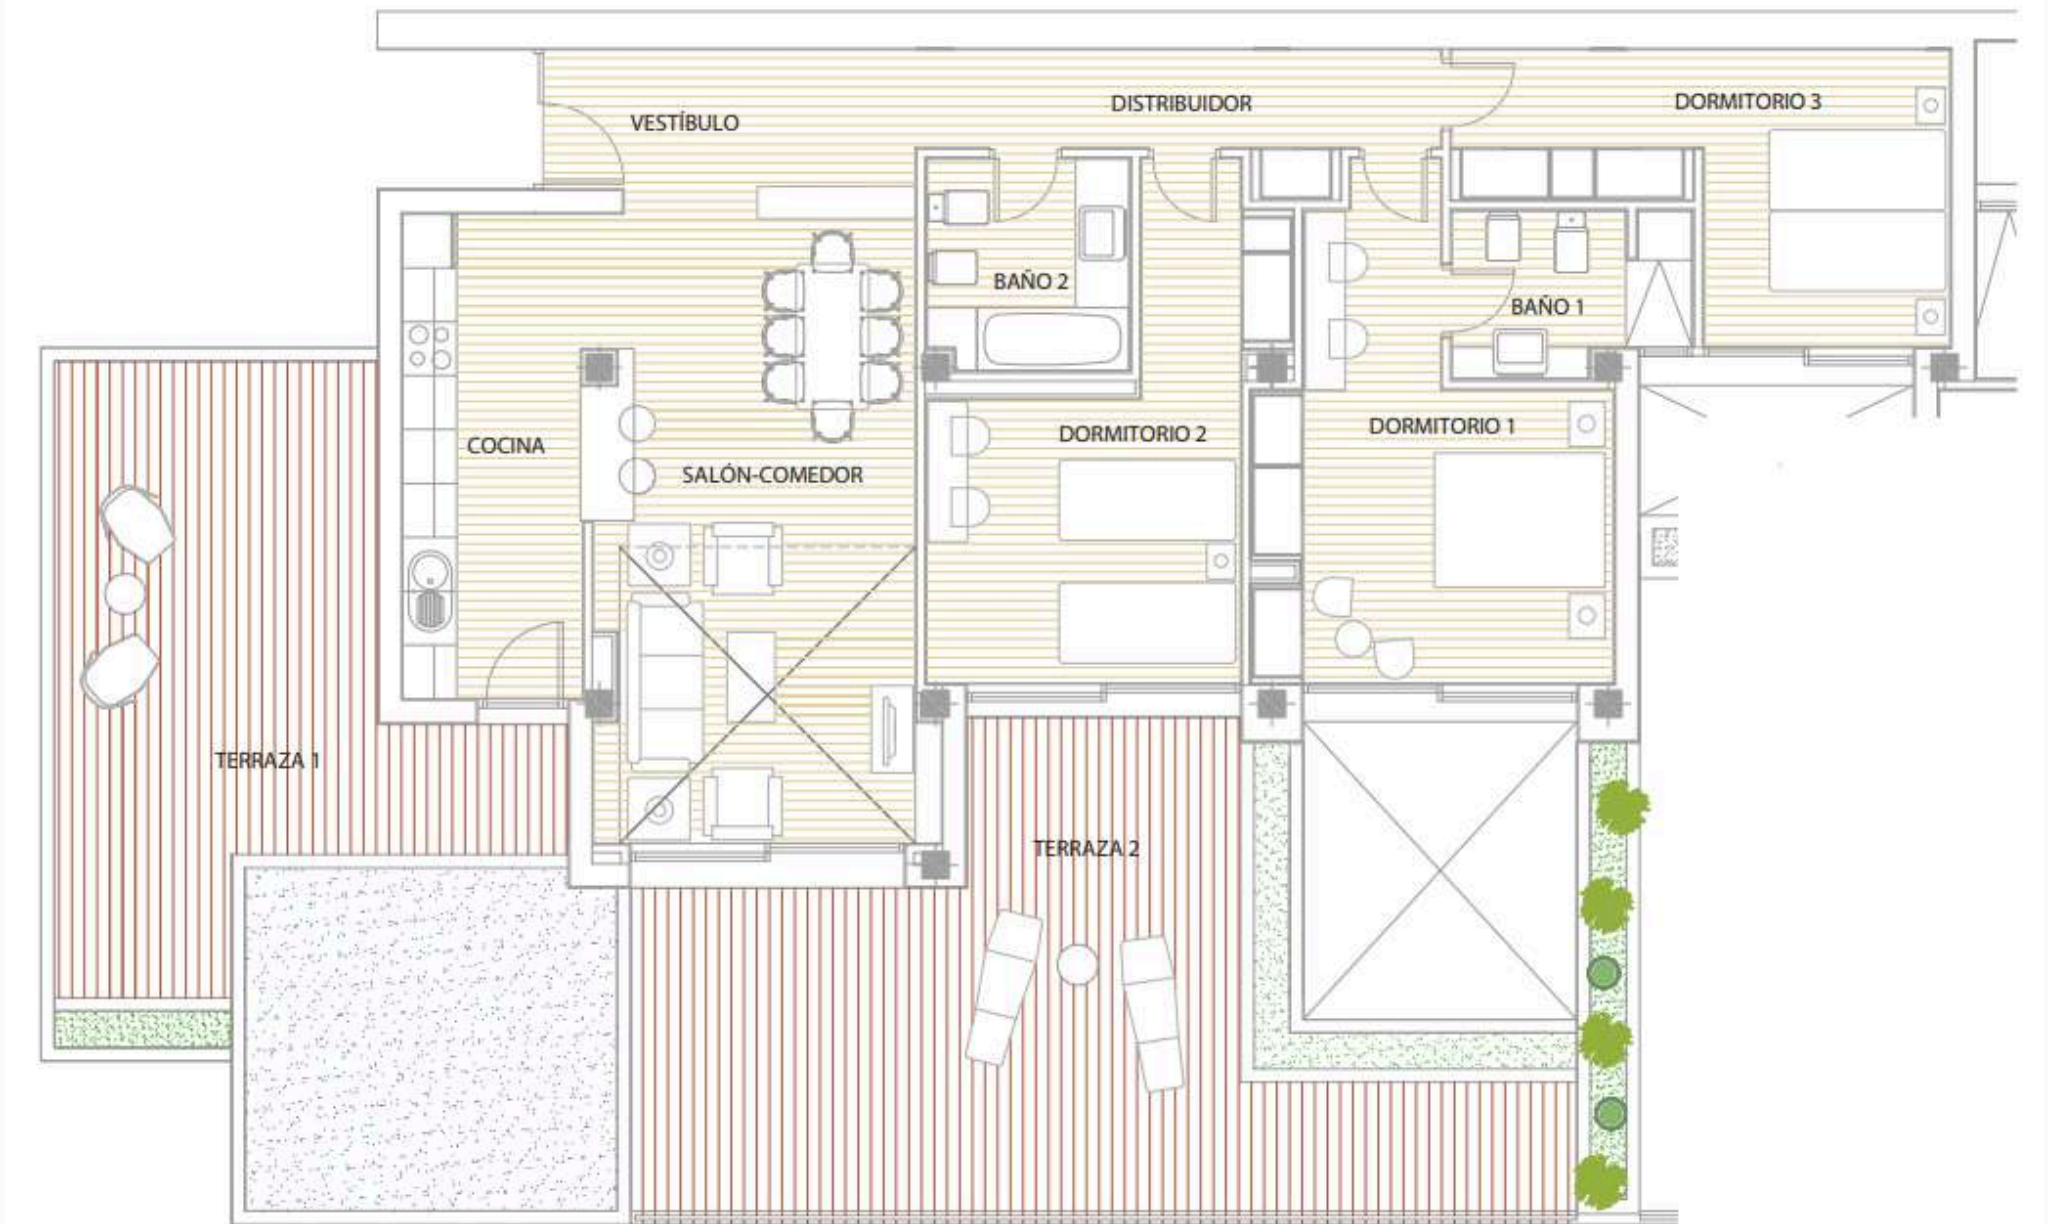 DORMITORIO 3
DISTRIBUIDOR
VESTÍBULO
BAÑO 2
BAÑO 1
DORMITORIO 1
DORMITORIO 2
COCINA
SALÓN-COMEDOR
TERRAZA 1
TERRAZA 2